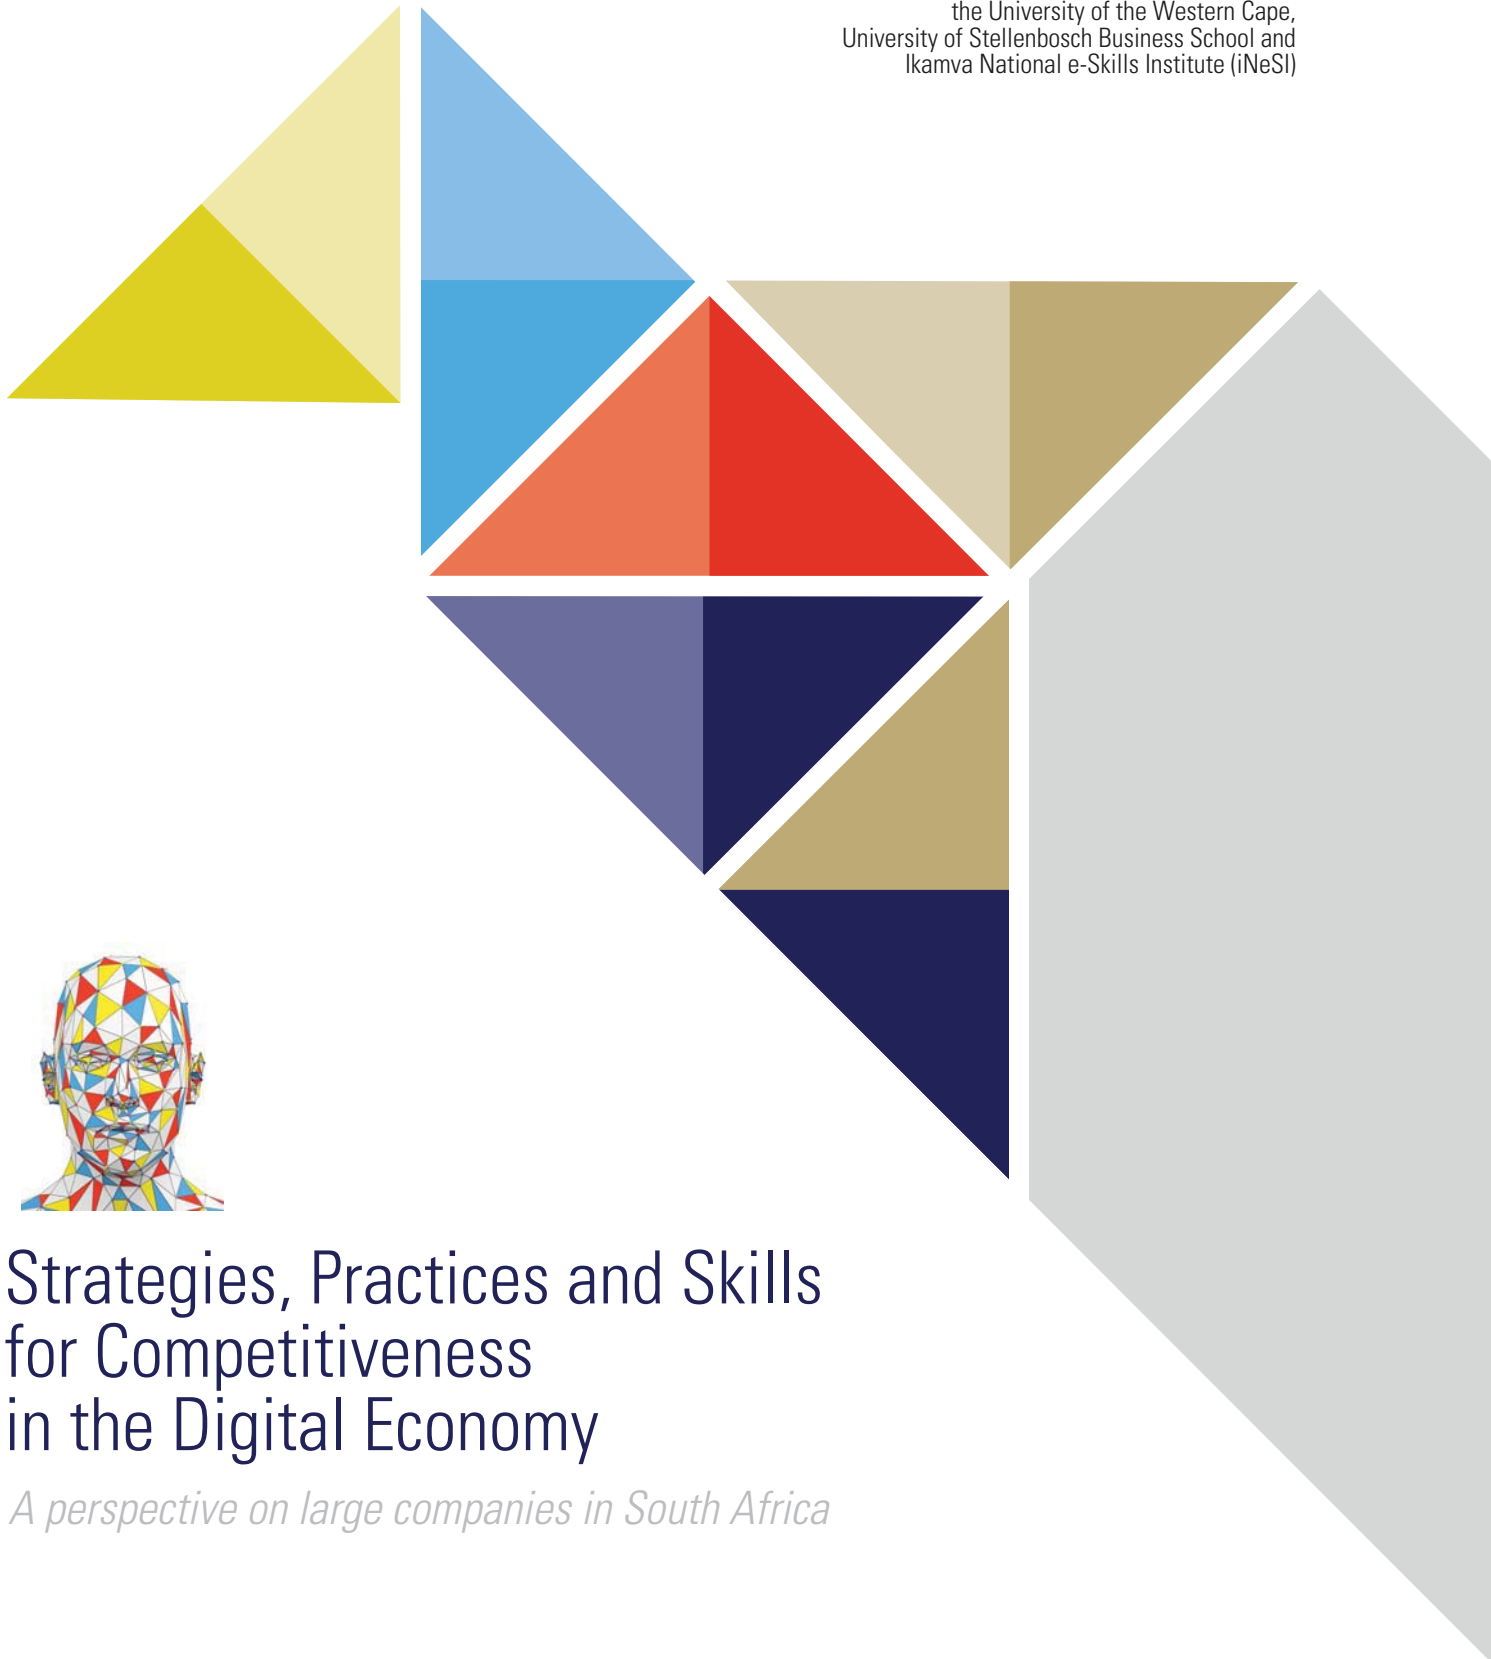 the University of the Western Cape,
University of Stellenbosch Business School and
Ikamva National e-Skills Institute (iNeSI)
Strategies, Practices and Skills
for Competitiveness
in the Digital Economy
A perspective on large companies in South Africa